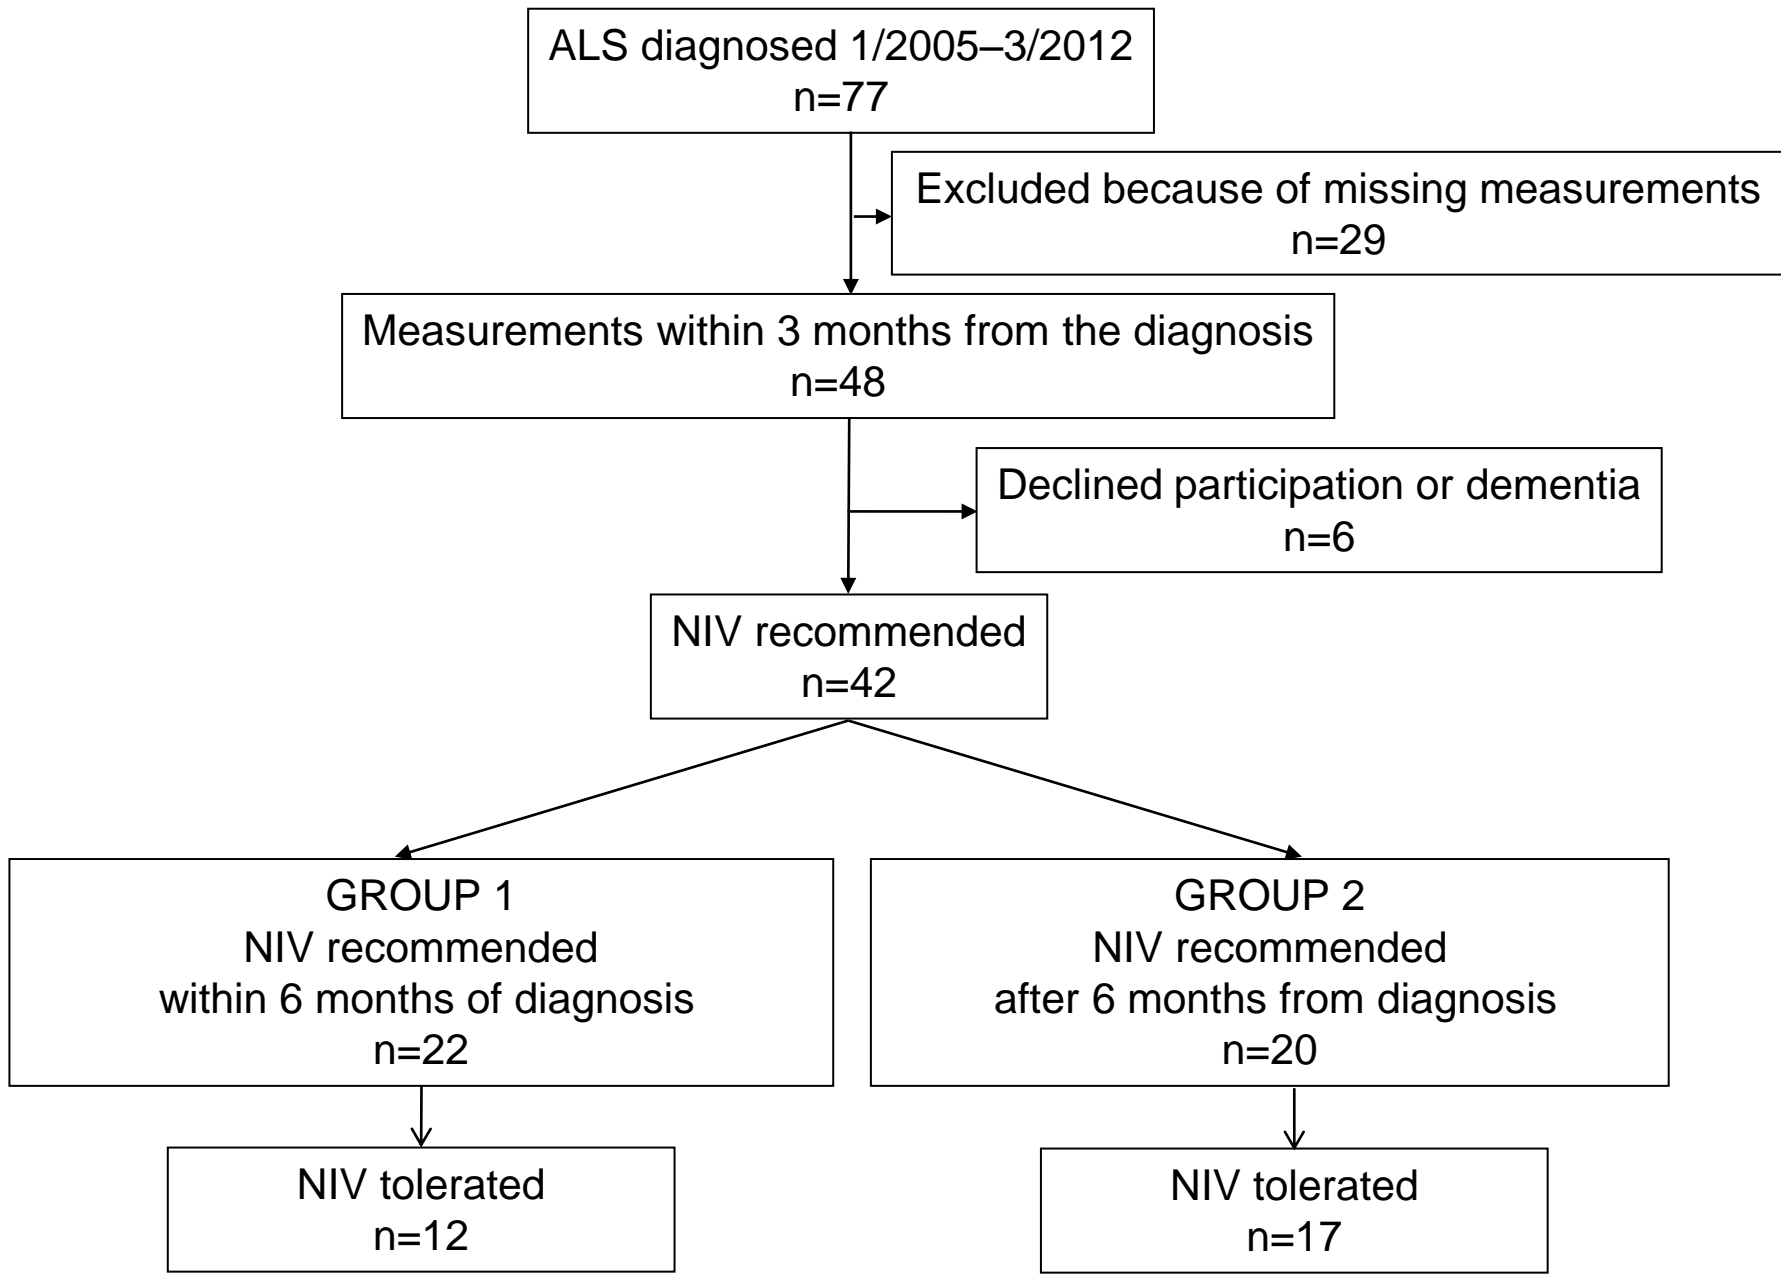 ALS diagnosed 1/2005–3/2012
n=77
Excluded because of missing measurements
n=29
Measurements within 3 months from the diagnosis
n=48
Declined participation or dementia
n=6
NIV recommended
n=42
GROUP 1
NIV recommended
within 6 months of diagnosis
n=22
GROUP 2
NIV recommended
after 6 months from diagnosis
n=20
NIV tolerated
n=12
NIV tolerated
n=17